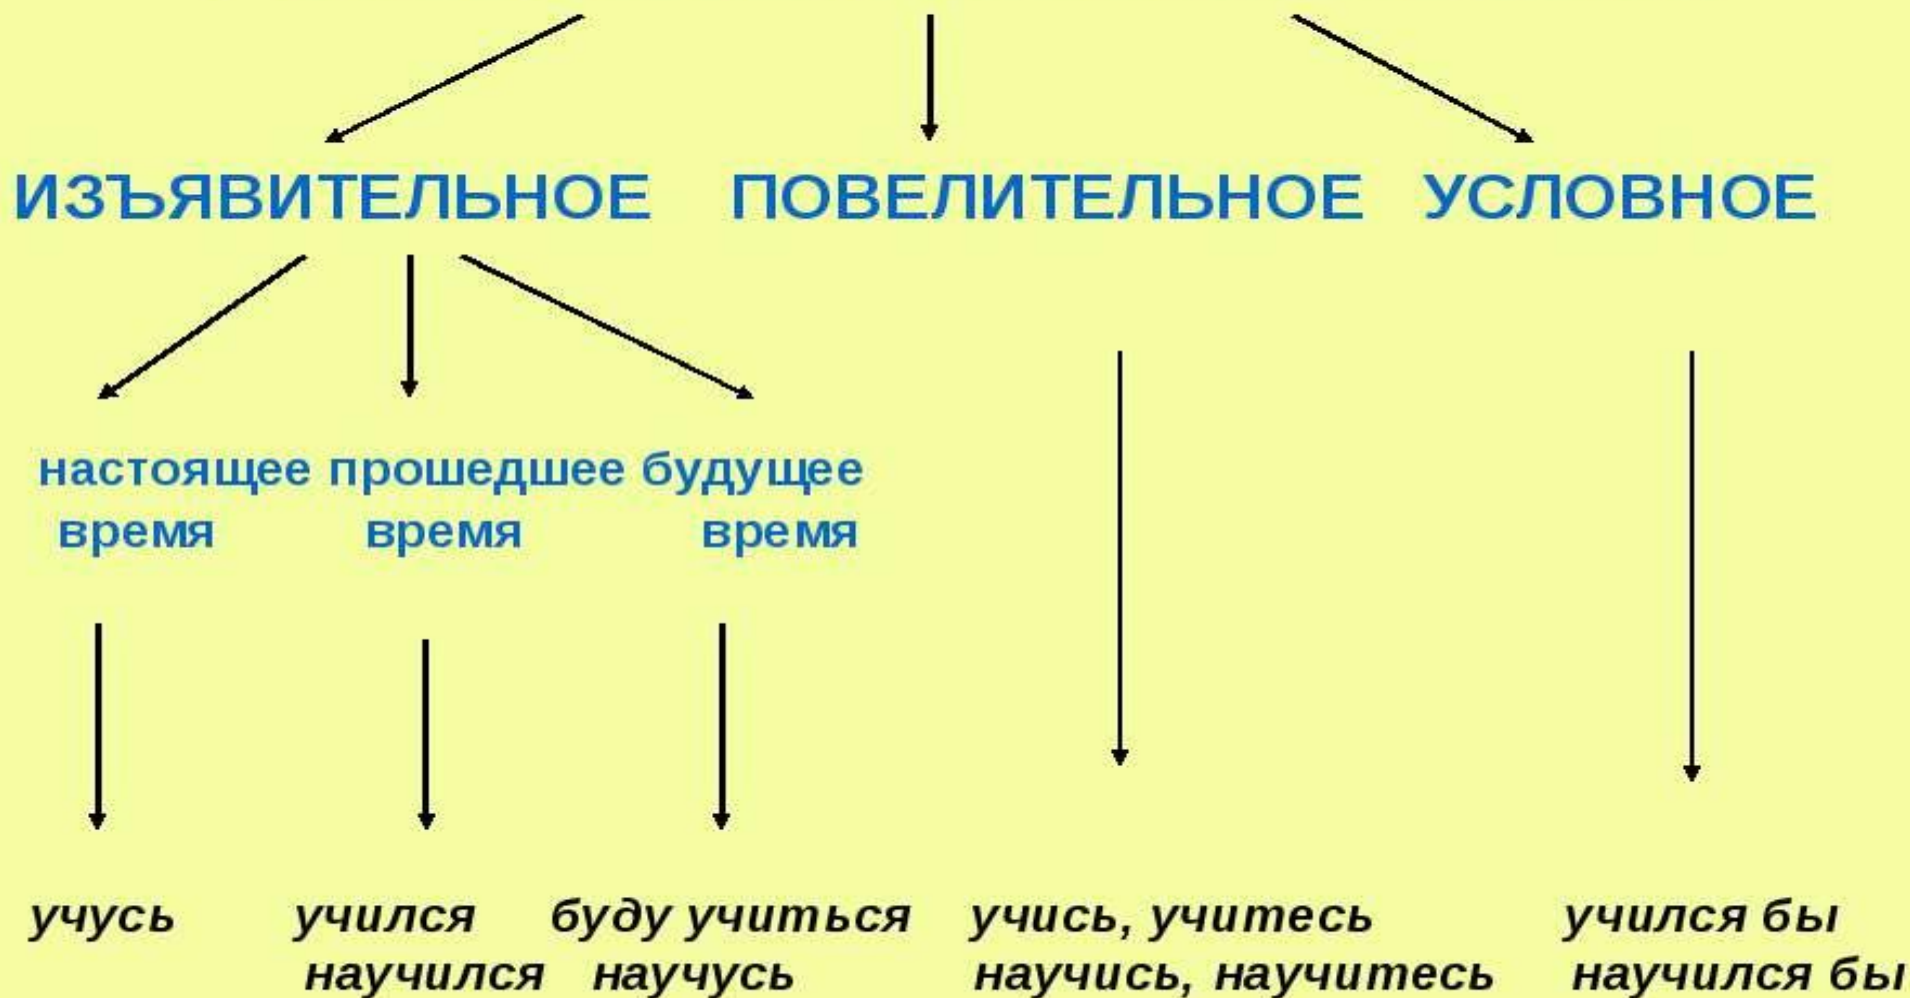 ИЗЪЯВИТЕЛЬНОЕ ПОВЕЛИТЕЛЬНОЕ УСЛОВНОЕ
настоящее прошедшее будущее
время время время
учусь учился буду учиться учись, учитесь учился бы
научился научусь научись, научитесь научился бы